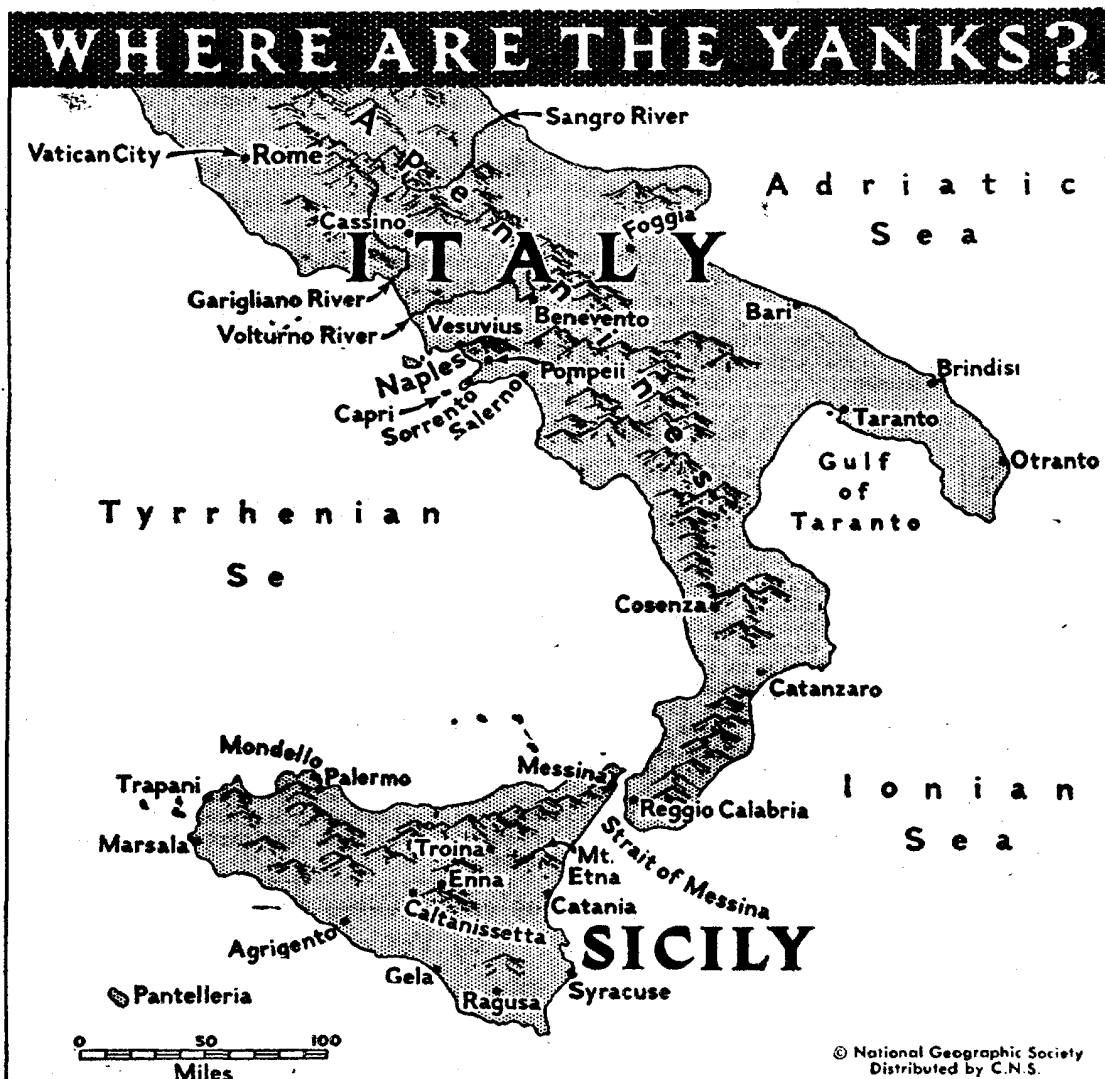 WHERE ARE THE YANKS?
Sangro River
Vatican City
Rome
Apennines
Adriatic
Sea
Cassino
Foggia
ITALY
Garigliano River
Volturno River
Benevento
Bari
Vesuvius
Naples
Pompeii
Brindisi
Capri
Sorrento
Salerno
Taranto
Otranto
Gulf
of
Taranto
Tyrrhenian
Se
Cosenza
Catanzaro
Mondello
Palermo
Messina
Trapani
Reggio Calabria
Ionian
Sea
Marsala
Troina
Strait of Messina
Mt.
Etna
Enna
Catania
Caltanissetta
Agrigento
SICILY
Gela
Ragusa
Syracuse
Pantelleria
0 50 100
Miles
© National Geographic Society
Distributed by C.N.S.